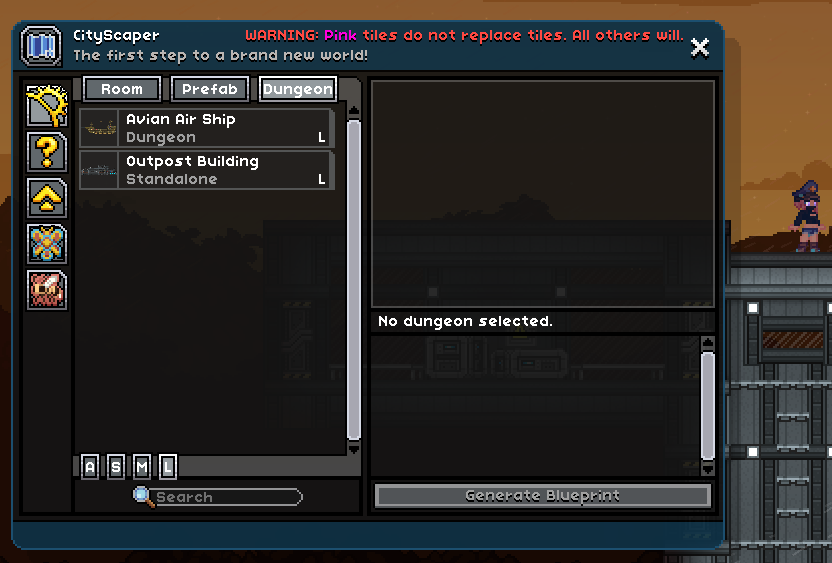 CityScaper
WARNING: Pink tiles do not replace tiles. All others will.
The first step to a brand new world!
Room Prefab Dungeon
Avian Air Ship
Dungeon L
Outpost Building
Standalone L
No dungeon selected.
A S M L
Search
Generate Blueprint